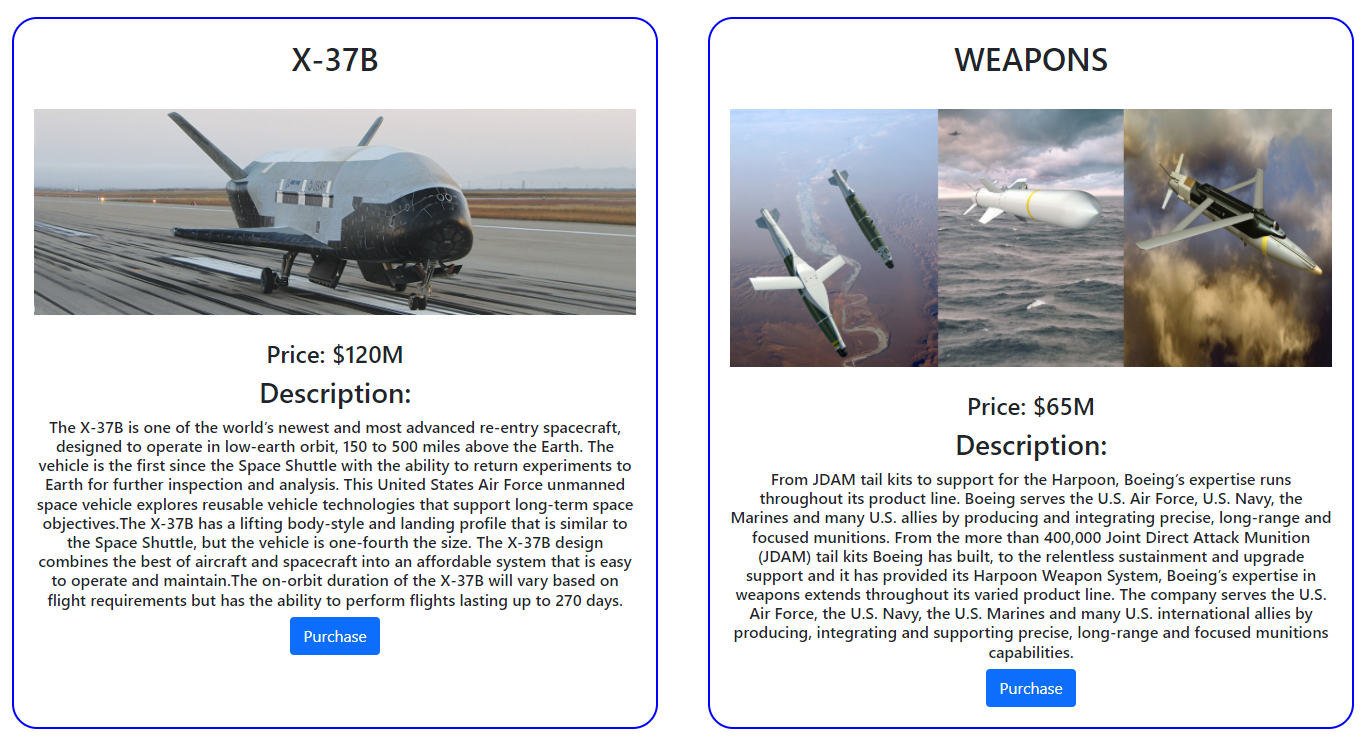 X-37B
Price: $120M
Description:
The X-37B is one of the world's newest and most advanced re-entry spacecraft,
designed to operate in low-earth orbit, 150 to 500 miles above the Earth. The
vehicle is the first since the Space Shuttle with the ability to return experiments to
Earth for further inspection and analysis. This United States Air Force unmanned
space vehicle explores reusable vehicle technologies that support long-term space
objectives.The X-37B has a lifting body-style and landing profile that is similar to
the Space Shuttle, but the vehicle is one-fourth the size. The X-37B design
combines the best of aircraft and spacecraft into an affordable system that is easy
to operate and maintain.The on-orbit duration of the X-37B will vary based on
flight requirements but has the ability to perform flights lasting up to 270 days.
Purchase
WEAPONS
Price: $65M
Description:
From JDAM tail kits to support for the Harpoon, Boeing's expertise runs
throughout its product line. Boeing serves the U.S. Air Force, U.S. Navy, the
Marines and many U.S. allies by producing and integrating precise, long-range and
focused munitions. From the more than 400,000 Joint Direct Attack Munition
(JDAM) tail kits Boeing has built, to the relentless sustainment and upgrade
support and it has provided its Harpoon Weapon System, Boeing's expertise in
weapons extends throughout its varied product line. The company serves the U.S.
Air Force, the U.S. Navy, the U.S. Marines and many U.S. international allies by
producing, integrating and supporting precise, long-range and focused munitions
capabilities.
Purchase